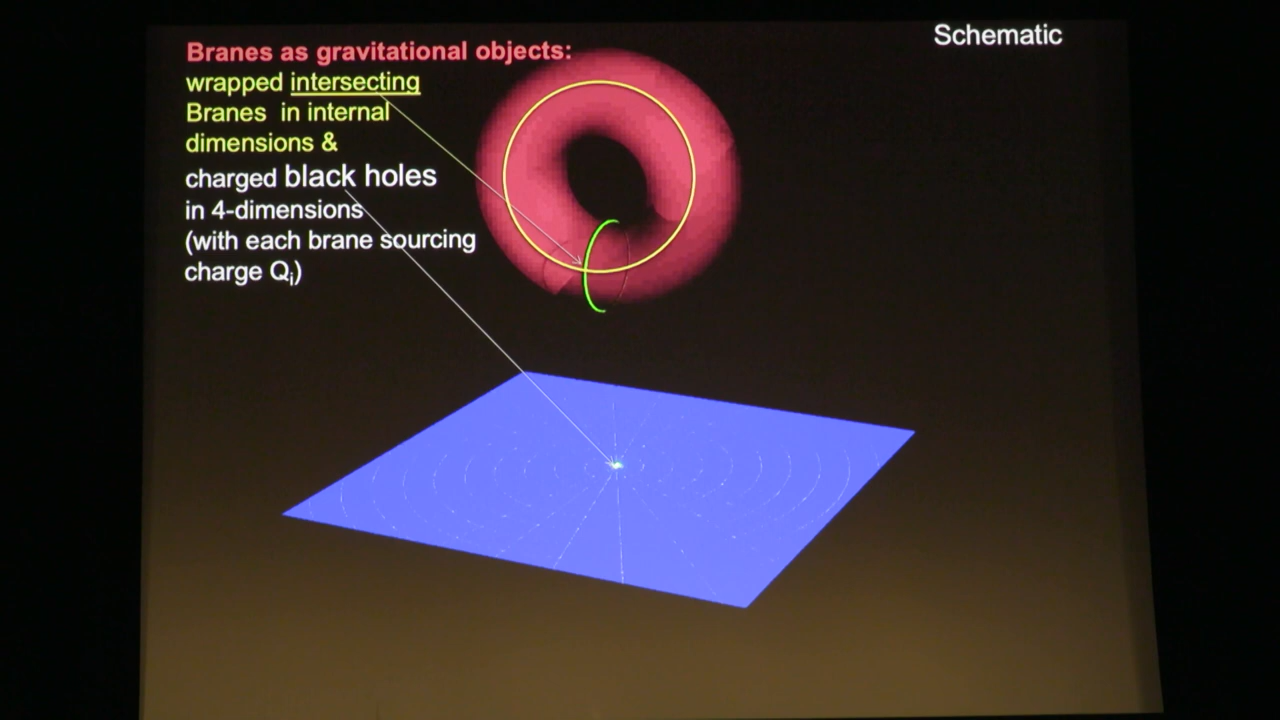 Schematic
Branes as gravitational objects:
wrapped intersecting
Branes in internal
dimensions &
charged black holes
in 4-dimensions
(with each brane sourcing
charge Qi)